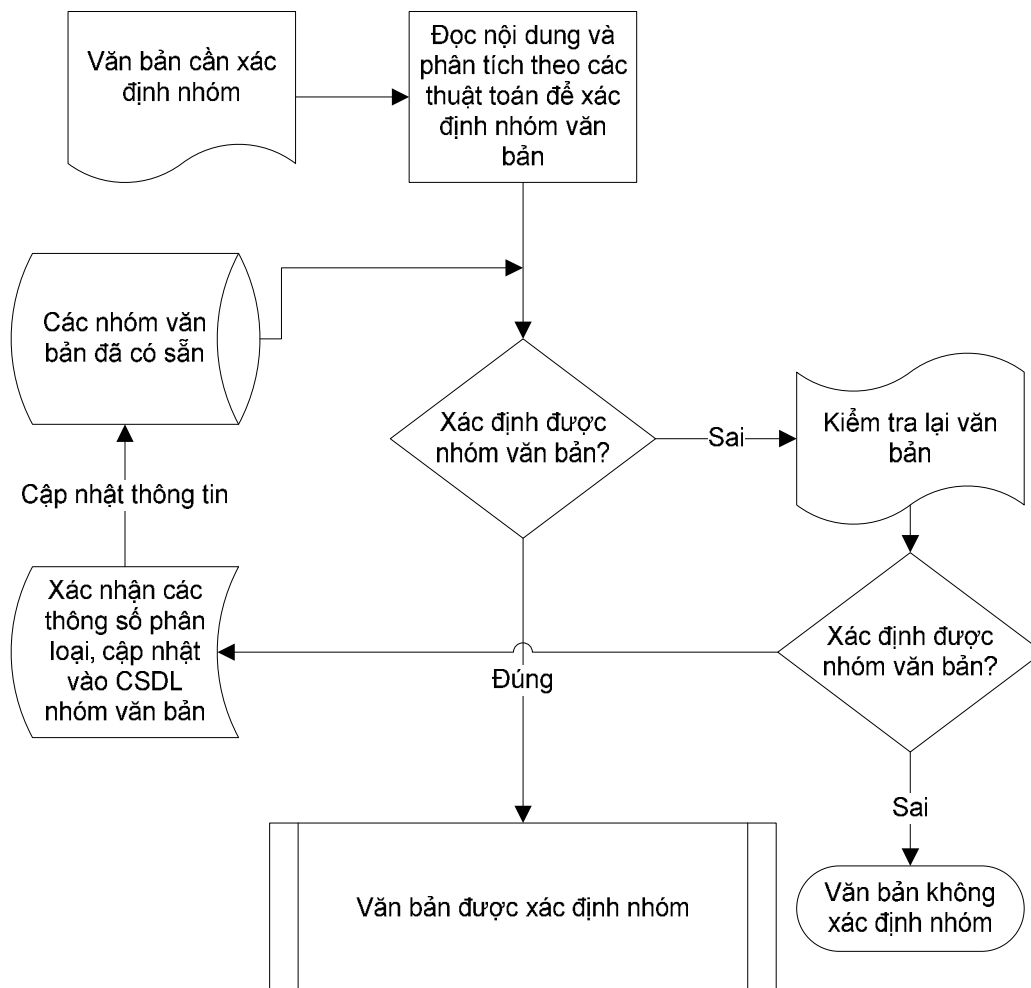 Văn bản cần xác
định nhóm
Đọc nội dung và
phân tích theo các
thuật toán để xác
định nhóm văn
bản
Các nhóm văn
bản đã có sẵn
Xác định được
nhóm văn bản?
Sai
Kiểm tra lại văn
bản
Cập nhật thông tin
Xác nhận các
thông số phân
loại, cập nhật
vào CSDL
nhóm văn bản
Đúng
Xác định được
nhóm văn bản?
Sai
Văn bản được xác định nhóm
Văn bản không
xác định nhóm